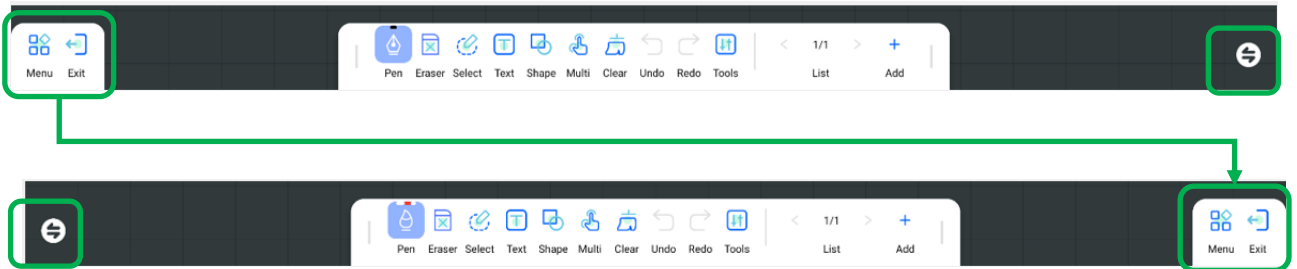 1/1
Menu Exit Pen Eraser Select Text Shape Multi Clear Undo Redo Tools List Add
1/1
Pen Eraser Select Text Shape Multi Clear Undo Redo Tools List Add Menu Exit